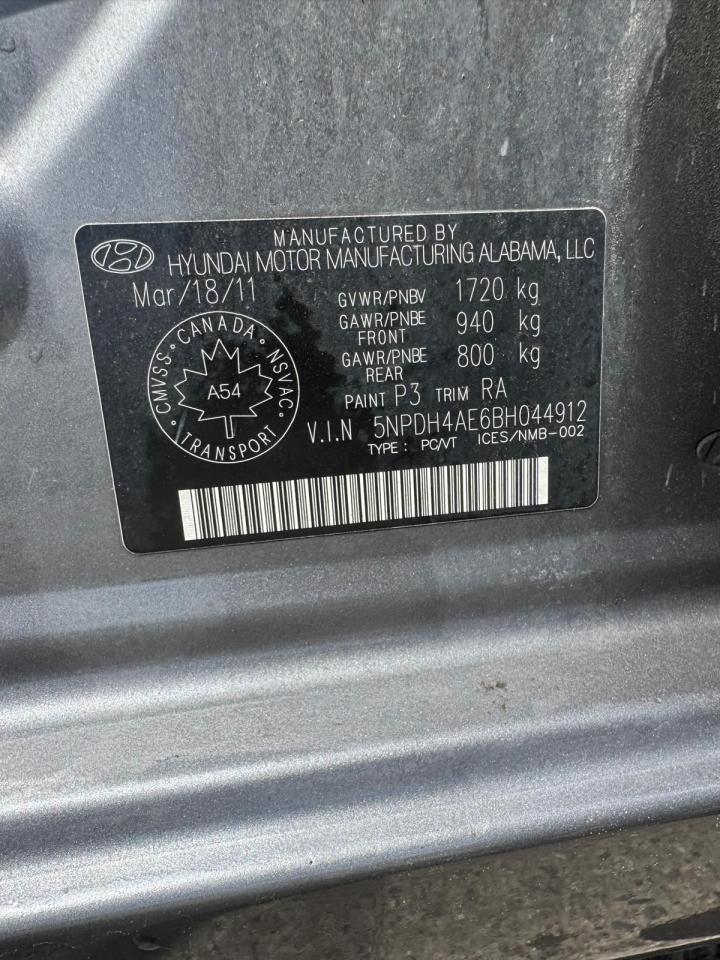 MANUFACTURED BY
HYUNDAI MOTOR MANUFACTURING ALABAMA, LLC
Mar/18/11
GVWR/PNBV 1720 kg
GAWR/PNBE FRONT 940 kg
GAWR/PNBE REAR 800 kg
PAINT P3 TRIM RA
CMVSS • CANADA • NSVAC • TRANSPORT •
A54
V.I.N 5NPDH4AE6BH044912
TYPE : PC/VT ICES/NMB-002